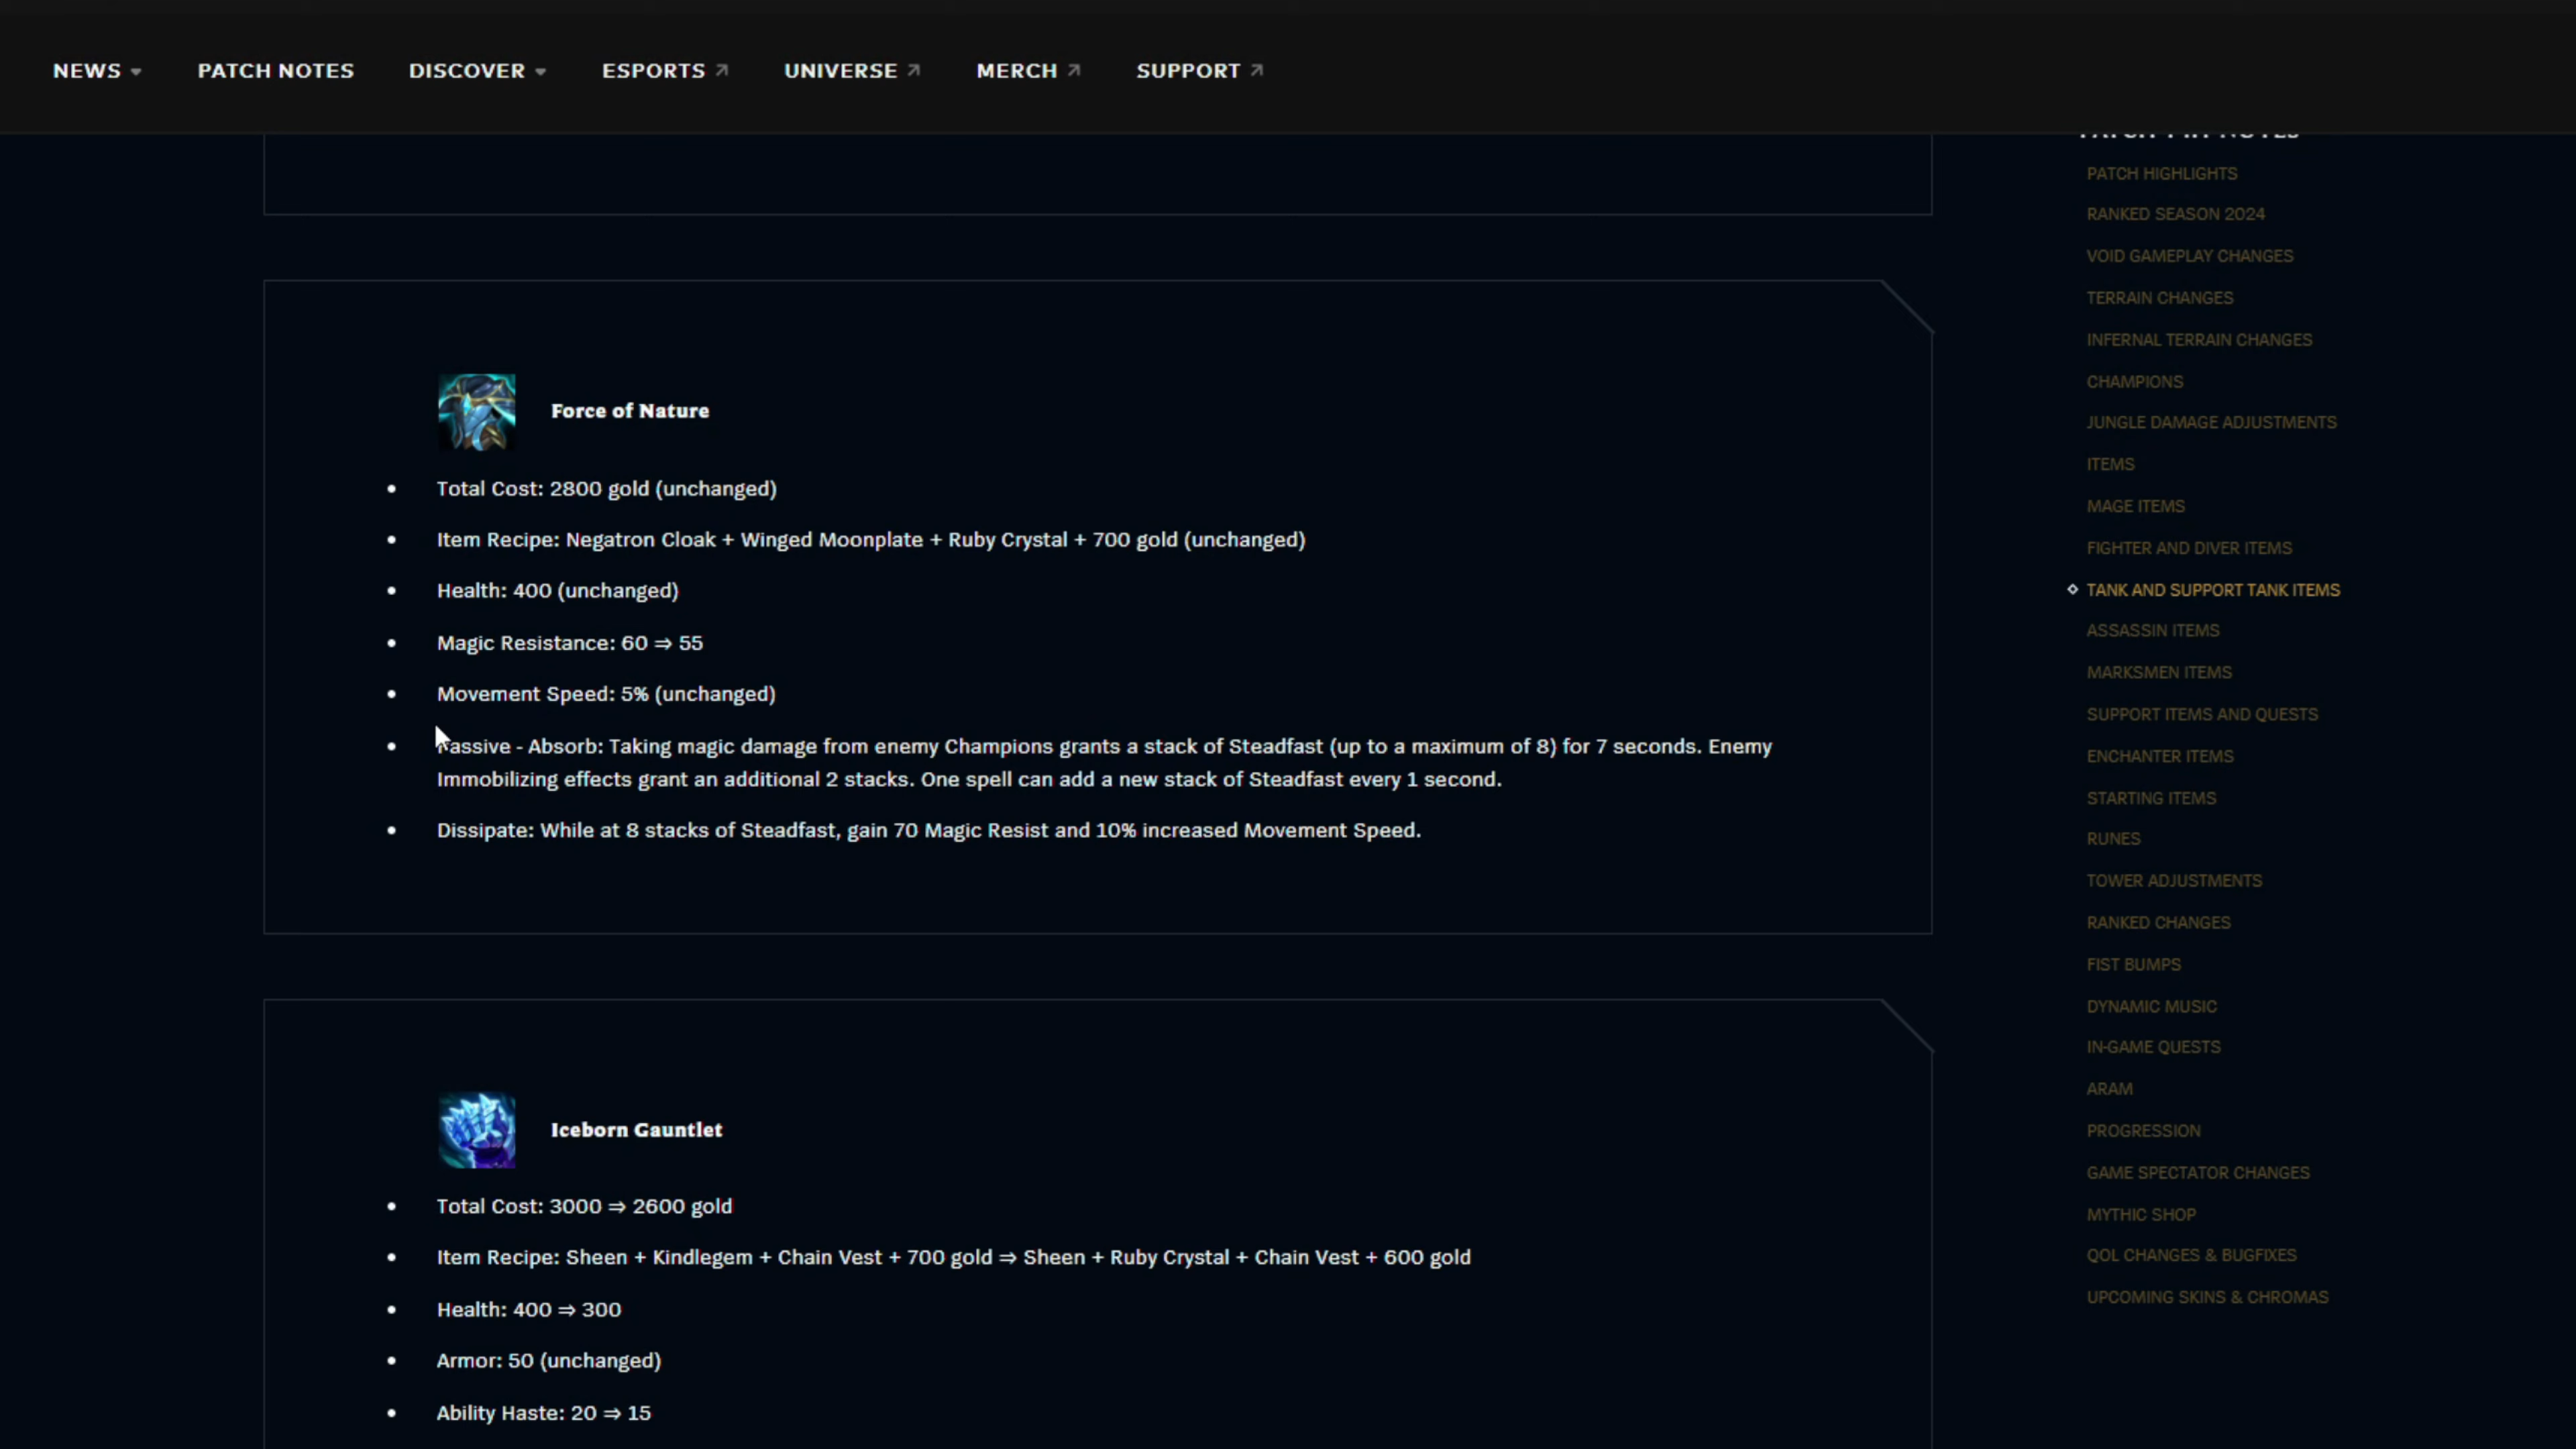 NEWS
PATCH NOTES
DISCOVER
ESPORTS
UNIVERSE
MERCH
SUPPORT
Force of Nature
Total Cost: 2800 gold (unchanged)
Item Recipe: Negatron Cloak + Winged Moonplate + Ruby Crystal + 700 gold (unchanged)
Health: 400 (unchanged)
Magic Resistance: 60 ⇒ 55
Movement Speed: 5% (unchanged)
Passive - Absorb: Taking magic damage from enemy Champions grants a stack of Steadfast (up to a maximum of 8) for 7 seconds. Enemy
Immobilizing effects grant an additional 2 stacks. One spell can add a new stack of Steadfast every 1 second.
Dissipate: While at 8 stacks of Steadfast, gain 70 Magic Resist and 10% increased Movement Speed.
Iceborn Gauntlet
Total Cost: 3000 ⇒ 2600 gold
Item Recipe: Sheen + Kindlegem + Chain Vest + 700 gold ⇒ Sheen + Ruby Crystal + Chain Vest + 600 gold
Health: 400 ⇒ 300
Armor: 50 (unchanged)
Ability Haste: 20 ⇒ 15
PATCH HIGHLIGHTS
RANKED SEASON 2024
VOID GAMEPLAY CHANGES
TERRAIN CHANGES
INFERNAL TERRAIN CHANGES
CHAMPIONS
JUNGLE DAMAGE ADJUSTMENTS
ITEMS
MAGE ITEMS
FIGHTER AND DIVER ITEMS
TANK AND SUPPORT TANK ITEMS
ASSASSIN ITEMS
MARKSMEN ITEMS
SUPPORT ITEMS AND QUESTS
ENCHANTER ITEMS
STARTING ITEMS
RUNES
TOWER ADJUSTMENTS
RANKED CHANGES
FIST BUMPS
DYNAMIC MUSIC
IN-GAME QUESTS
ARAM
PROGRESSION
GAME SPECTATOR CHANGES
MYTHIC SHOP
QOL CHANGES & BUGFIXES
UPCOMING SKINS & CHROMAS